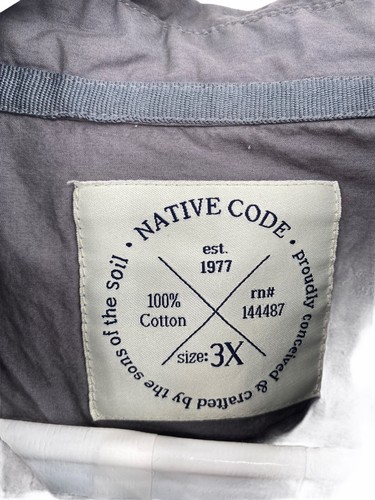 • NATIVE CODE •
est.
1977
100%
Cotton
rn#
144487
size: 3X
proudly conceived & crafted by the sons of the soil